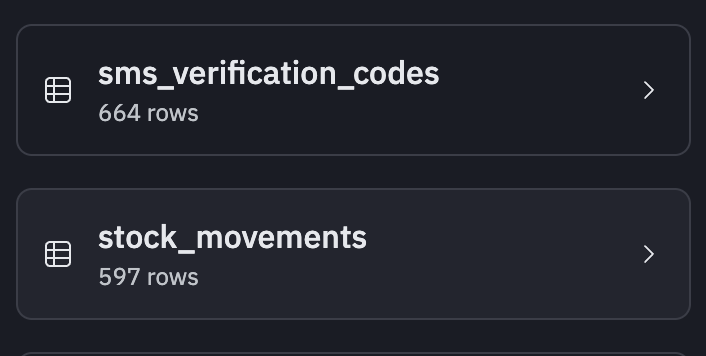 sms_verification_codes
664 rows
stock_movements
597 rows